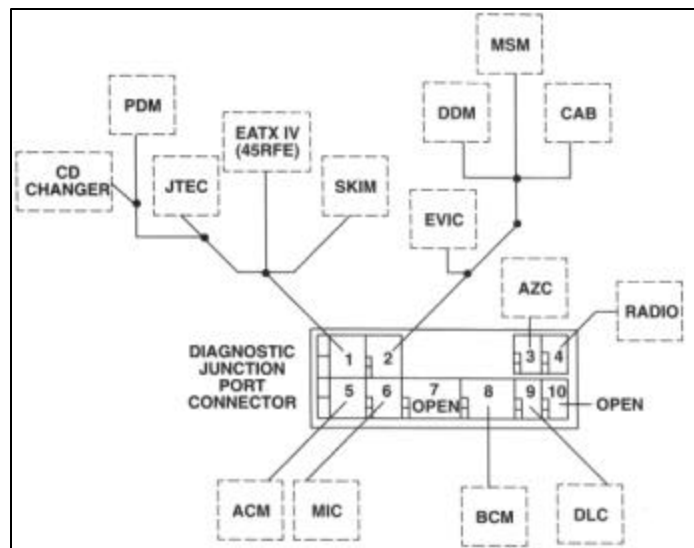 MSM
PDM
DDM
CAB
EATX IV
(45RFE)
CD
CHANGER
JTEC
SKIM
EVIC
AZC
RADIO
DIAGNOSTIC
JUNCTION
PORT
CONNECTOR
1
2
3
4
5
6
7
OPEN
8
9
10
OPEN
ACM
MIC
BCM
DLC